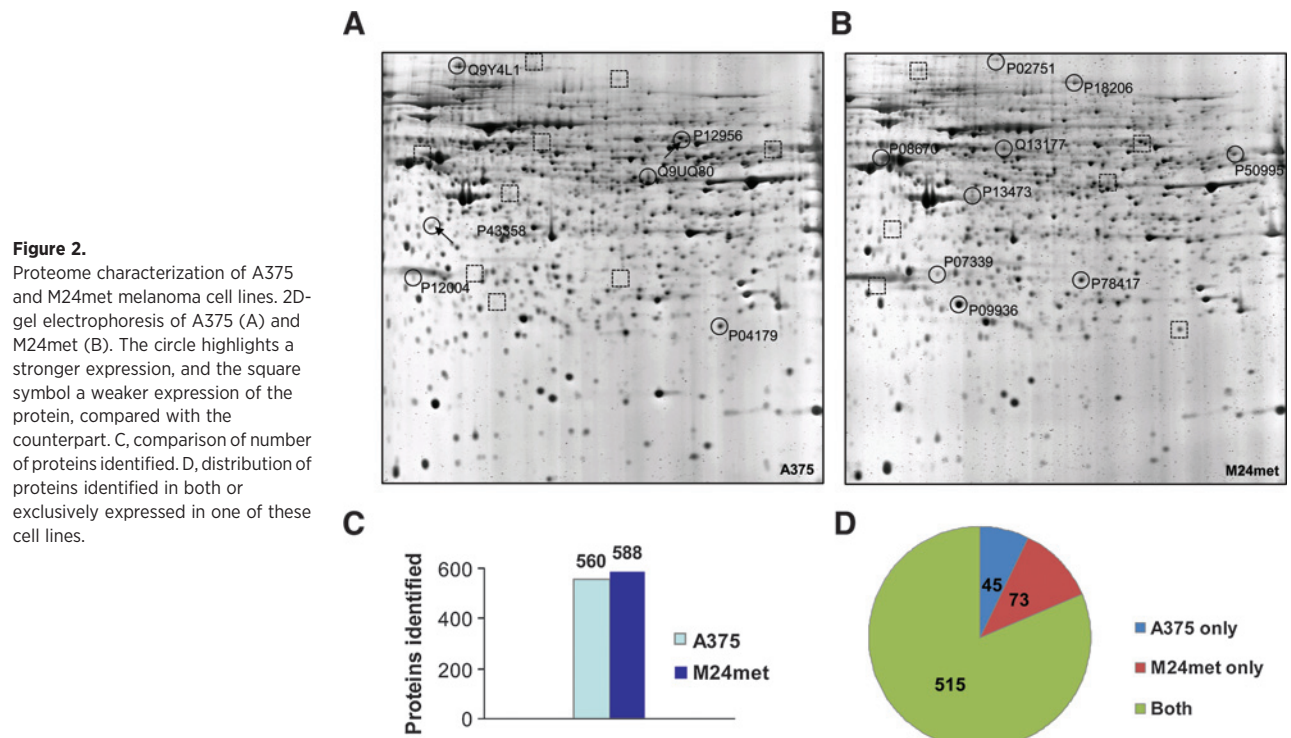 Figure 2.
Proteome characterization of A375
and M24met melanoma cell lines. 2D-
gel electrophoresis of A375 (A) and
M24met (B). The circle highlights a
stronger expression, and the square
symbol a weaker expression of the
protein, compared with the
counterpart. C, comparison of number
of proteins identified. D, distribution of
proteins identified in both or
exclusively expressed in one of these
cell lines.
A
Q9Y4L1
P12956
Q9UQ80
P43358
P12004
P04179
A375
B
P02751
P18206
P08670
Q13177
P50995
P13473
P07339
P78417
P09936
M24met
C
Proteins identified
600
400
200
0
560
588
A375
M24met
D
45
73
515
A375 only
M24met only
Both